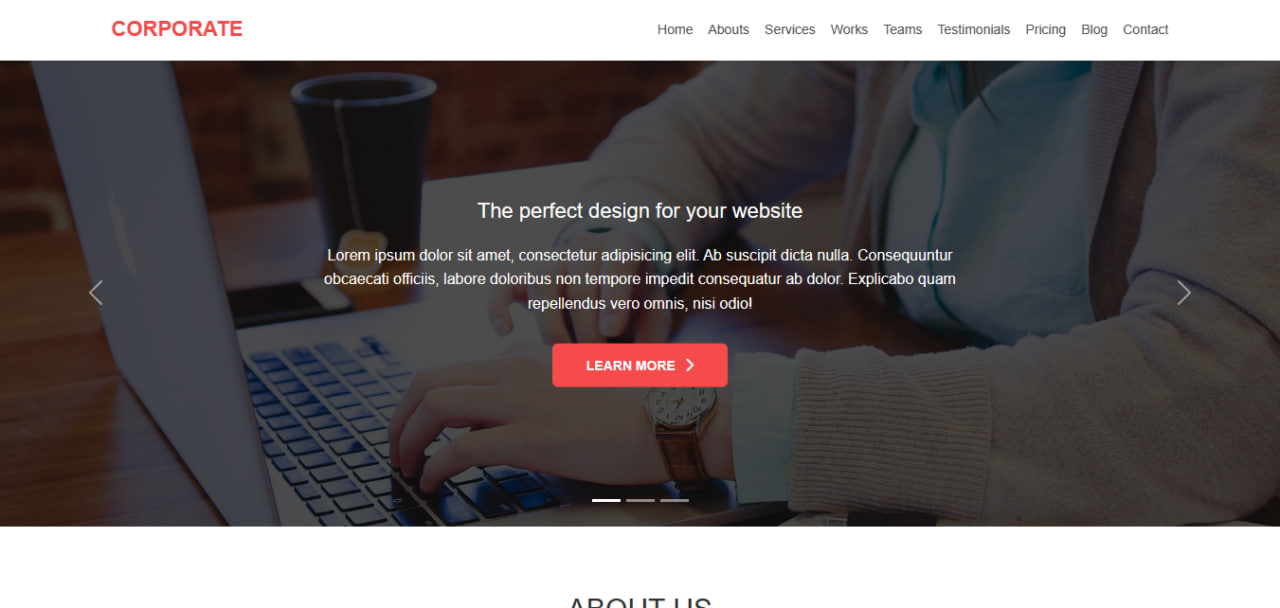 CORPORATE
Home Abouts Services Works Teams Testimonials Pricing Blog Contact
The perfect design for your website
Lorem ipsum dolor sit amet, consectetur adipisicing elit. Ab suscipit dicta nulla. Consequuntur
obcaecati officiis, labore doloribus non tempore impedit consequatur ab dolor. Explicabo quam
repellendus vero omnis, nisi odio!
LEARN MORE
ABOUT US